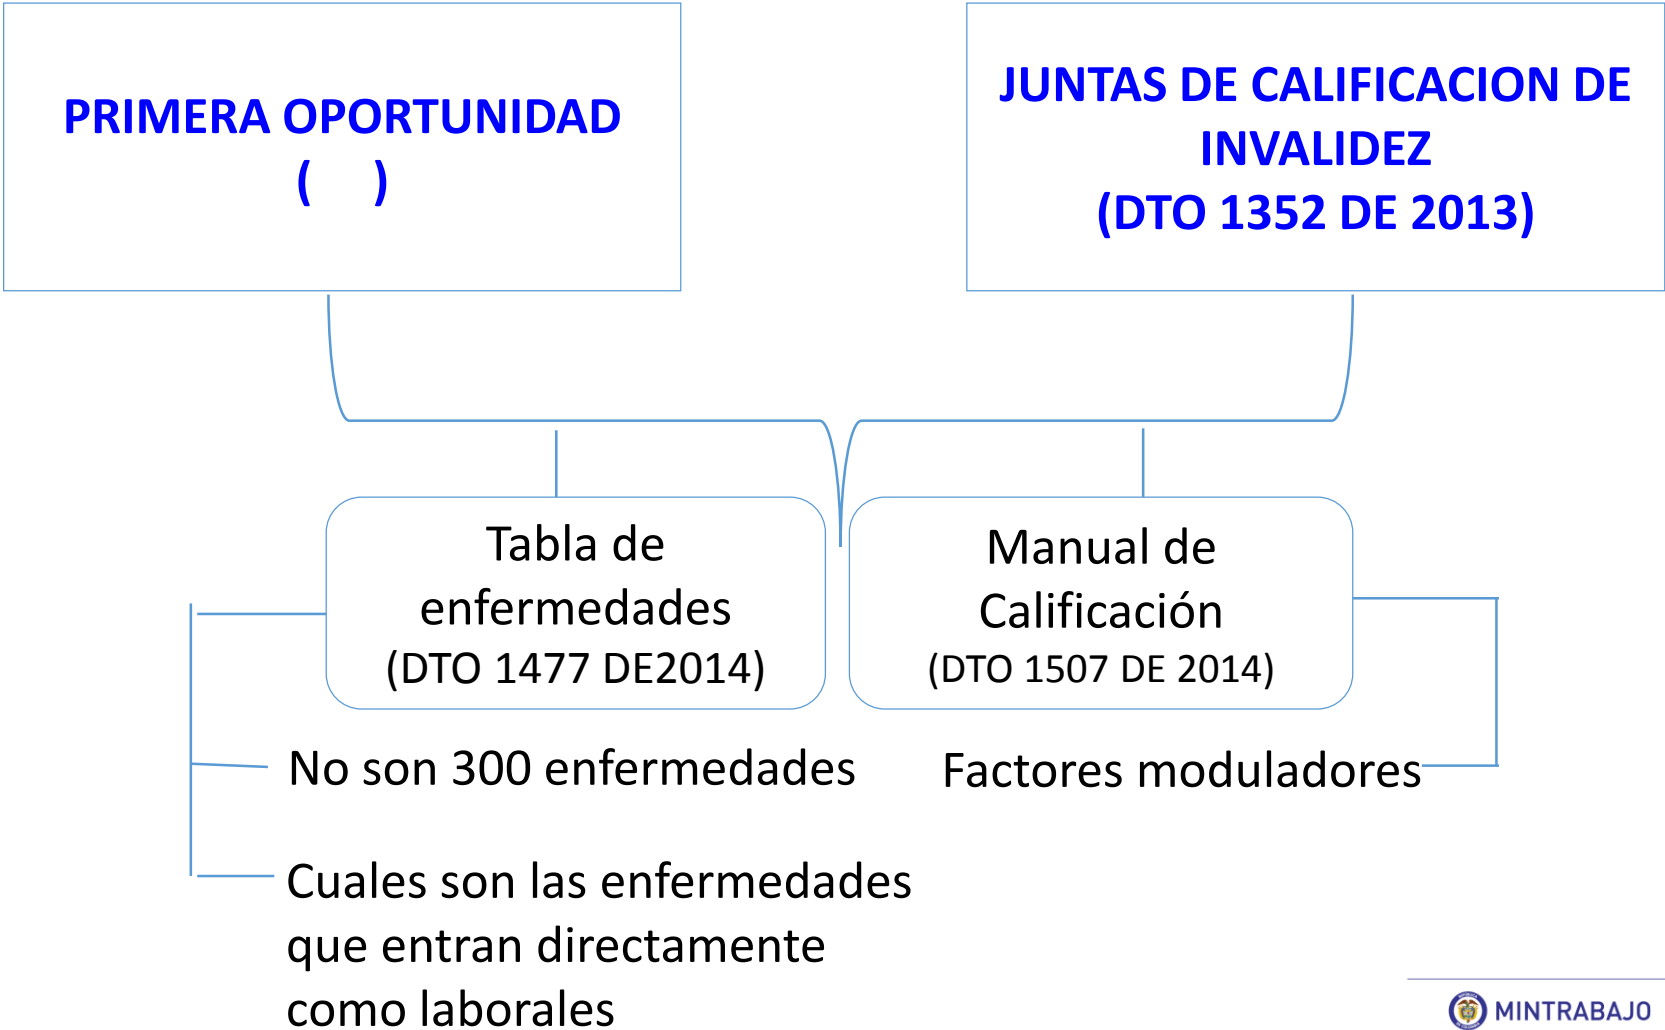 PRIMERA OPORTUNIDAD
(    )
JUNTAS DE CALIFICACION DE
INVALIDEZ
(DTO 1352 DE 2013)
Tabla de
enfermedades
(DTO 1477 DE2014)
Manual de
Calificación
(DTO 1507 DE 2014)
No son 300 enfermedades
Factores moduladores
Cuales son las enfermedades
que entran directamente
como laborales
MINTRABAJO